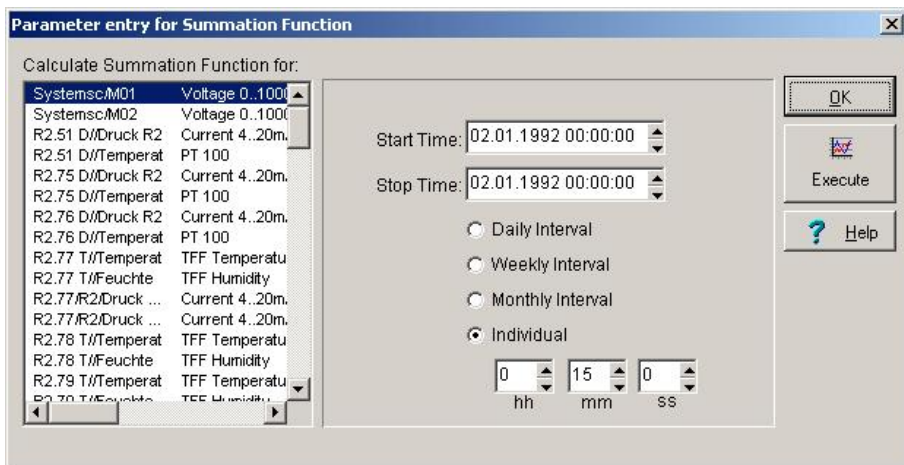 Parameter entry for Summation Function
Calculate Summation Function for:
Systemsc/M01 Voltage 0..100
Systemsc/M02 Voltage 0..100
R2.51 D//Druck R2 Current 4..20m.
R2.51 D//Temperat PT 100
R2.75 D//Druck R2 Current 4..20m.
R2.75 D//Temperat PT 100
R2.76 D//Druck R2 Current 4..20m.
R2.76 D//Temperat PT 100
R2.77 T//Temperat TFF Temperatu
R2.77 T//Feuchte TFF Humidity
R2.77/R2/Druck ... Current 4..20m.
R2.77/R2/Druck ... Current 4..20m.
R2.78 T//Temperat TFF Temperatu
R2.78 T//Feuchte TFF Humidity
R2.79 T//Temperat TFF Temperatu
R2.79 T//Feuchte TFF Humidity
Start Time: 02.01.1992 00:00:00
Stop Time: 02.01.1992 00:00:00
Daily Interval
Weekly Interval
Monthly Interval
Individual
0 15 0
hh mm ss
OK
Execute
? Help